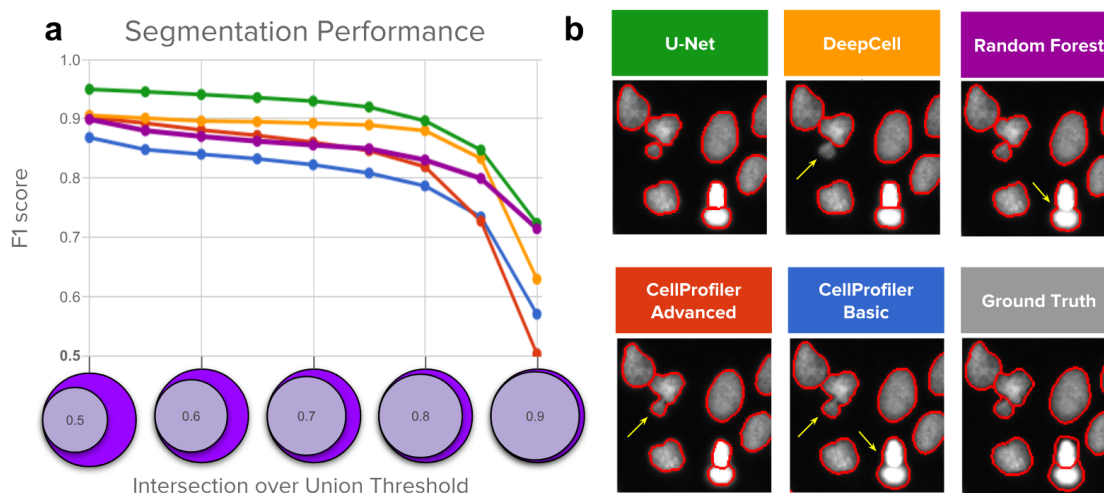 a
Segmentation Performance
1.0
0.9
0.8
0.7
0.6
0.5
F1 score
0.5
0.6
0.7
0.8
0.9
Intersection over Union Threshold
b
U-Net
DeepCell
Random Forest
CellProfiler
Advanced
CellProfiler
Basic
Ground Truth